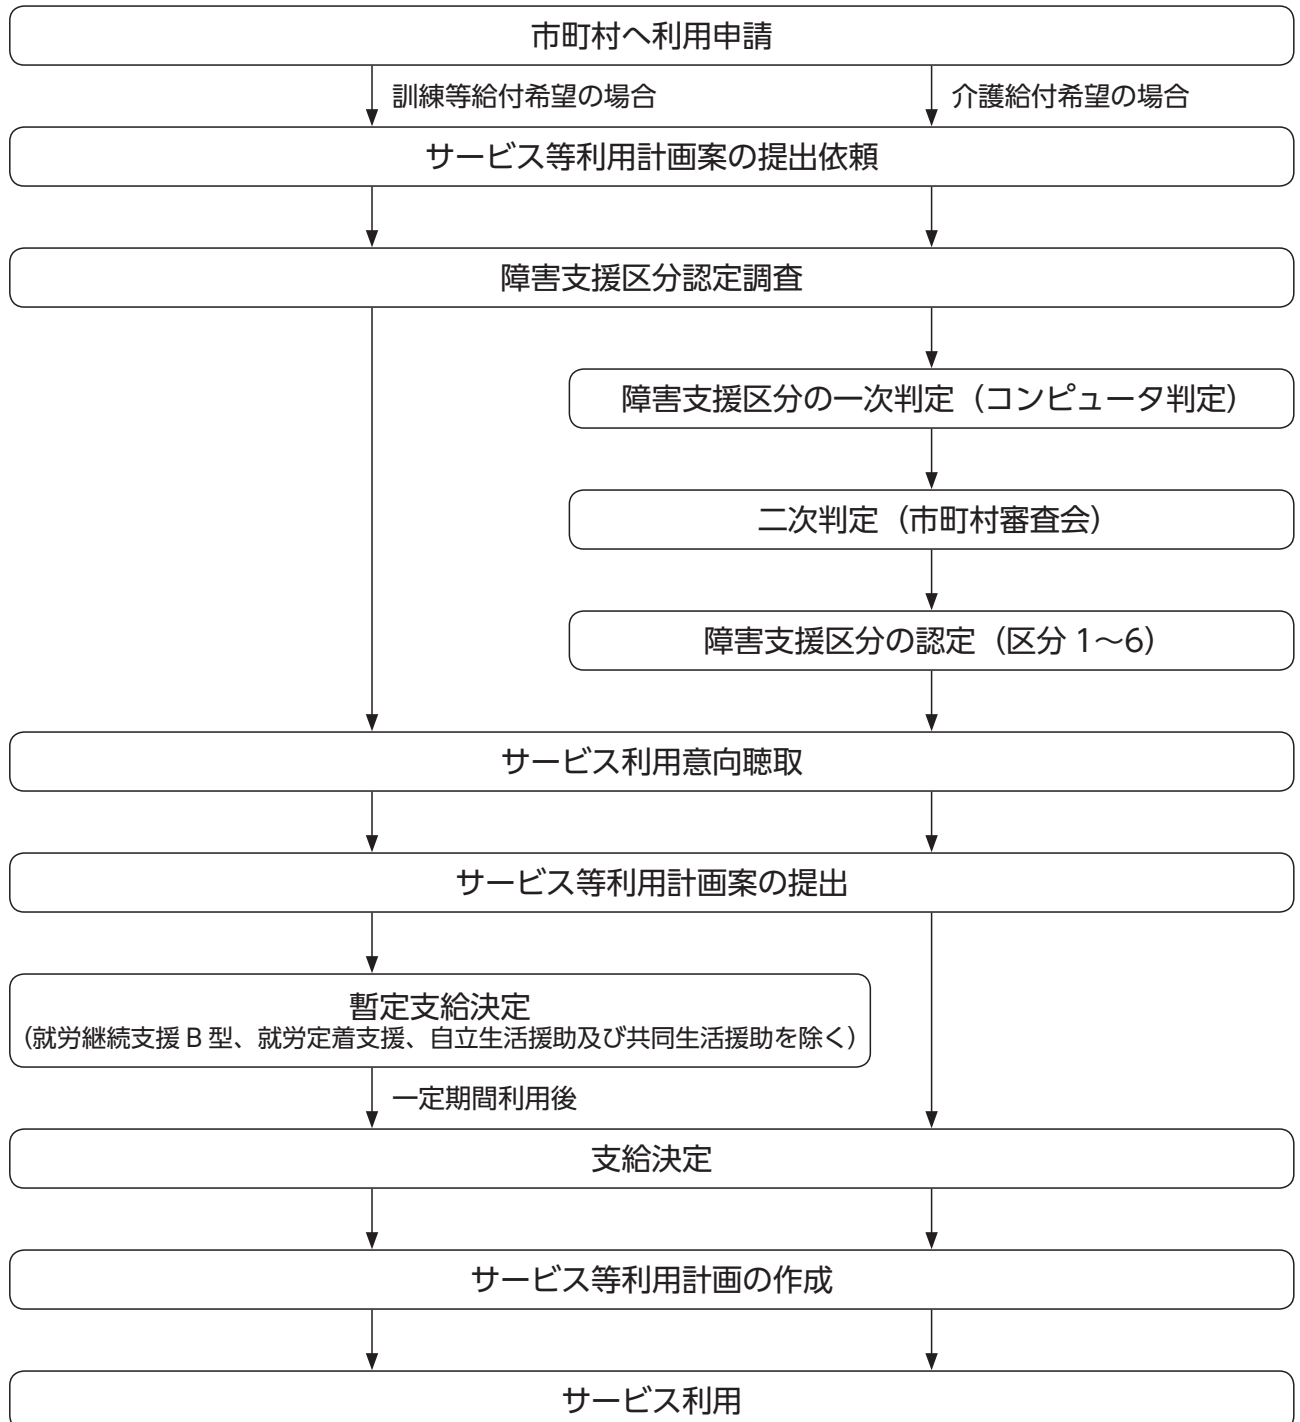 市町村へ利用申請
訓練等給付希望の場合
介護給付希望の場合
サービス等利用計画案の提出依頼
障害支援区分認定調査
障害支援区分の一次判定（コンピュータ判定）
二次判定（市町村審査会）
障害支援区分の認定（区分 1～6）
サービス利用意向聴取
サービス等利用計画案の提出
暫定支給決定
（就労継続支援 B 型、就労定着支援、自立生活援助及び共同生活援助を除く）
一定期間利用後
支給決定
サービス等利用計画の作成
サービス利用